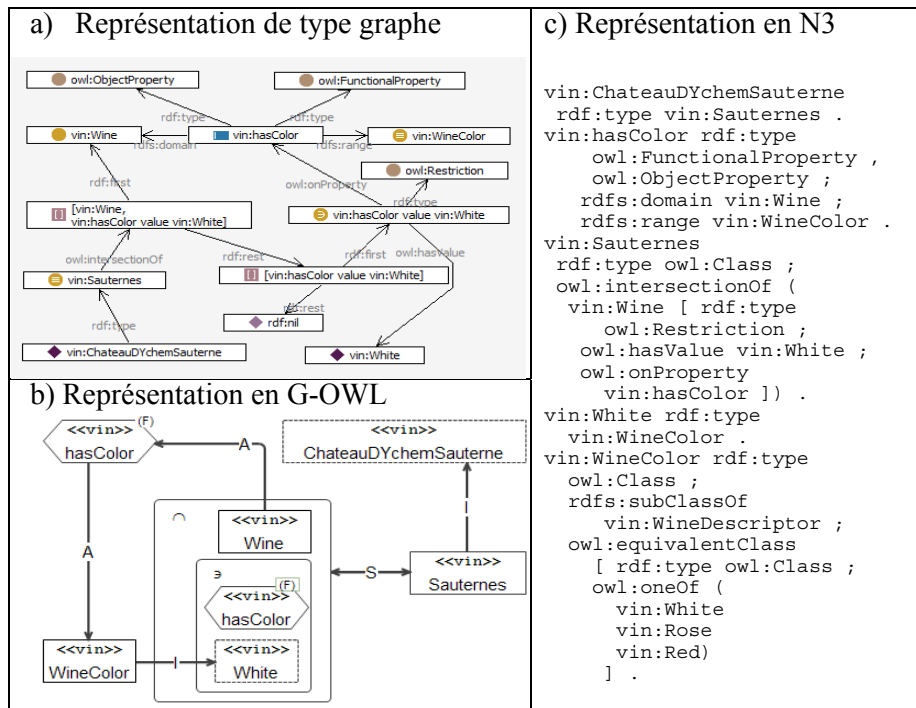 a) Représentation de type graphe
owl:ObjectProperty
owl:FunctionalProperty
rdf:type
rdf:type
vin:Wine
vin:hasColor
vin:WineColor
rdfs:domain
rdfs:range
owl:Restriction
rdf:first
owl:onProperty
rdf:type
[vin:Wine,
vin:hasColor value vin:White]
vin:hasColor value vin:White
owl:intersectionOf
rdf:rest
rdf:first
owl:hasValue
vin:Sauternes
[vin:hasColor value vin:White]
rdf:type
rdf:rest
rdf:nil
vin:ChateauDYchemSauterne
vin:White
b) Représentation en G-OWL
<<vin>>
hasColor
(F)
A
<<vin>>
ChateauDYchemSauterne
A
∩
<<vin>>
Wine
I
S
<<vin>>
Sauternes
∍
<<vin>>
hasColor
(F)
<<vin>>
WineColor
I
<<vin>>
White
c) Représentation en N3
vin:ChateauDYchemSauterne
rdf:type vin:Sauternes .
vin:hasColor rdf:type
owl:FunctionalProperty ,
owl:ObjectProperty ;
rdfs:domain vin:Wine ;
rdfs:range vin:WineColor .
vin:Sauternes
rdf:type owl:Class ;
owl:intersectionOf (
vin:Wine [ rdf:type
owl:Restriction ;
owl:hasValue vin:White ;
owl:onProperty
vin:hasColor ]) .
vin:White rdf:type
vin:WineColor .
vin:WineColor rdf:type
owl:Class ;
rdfs:subClassOf
vin:WineDescriptor ;
owl:equivalentClass
[ rdf:type owl:Class ;
owl:oneOf (
vin:White
vin:Rose
vin:Red)
] .